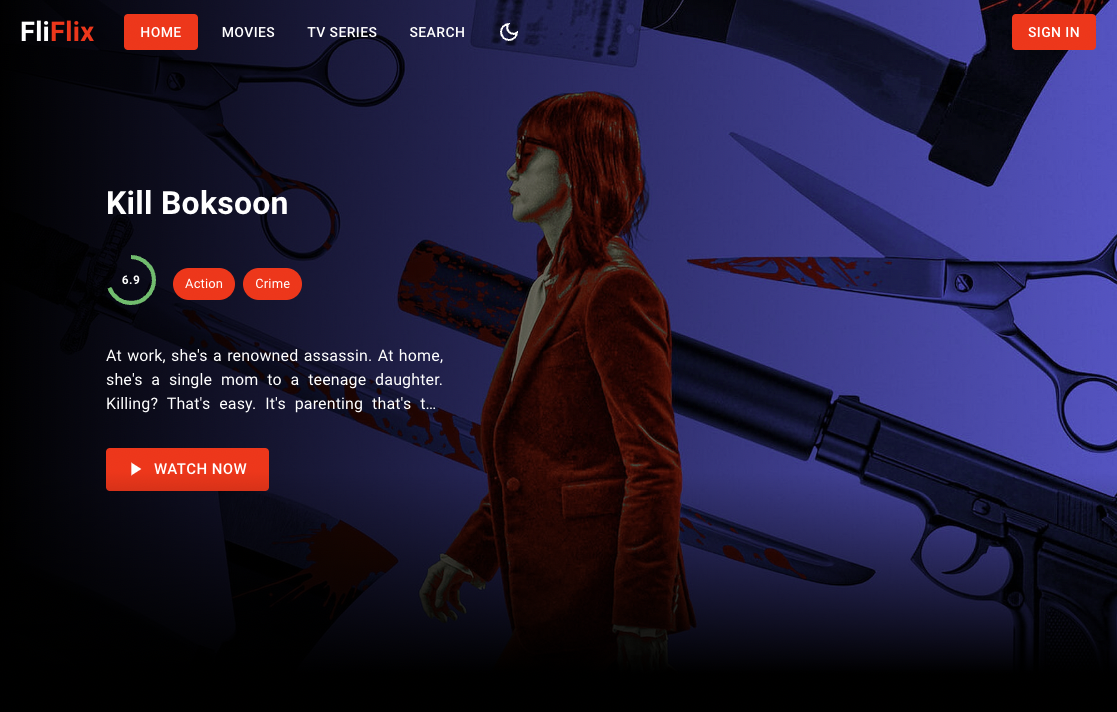 FliFlix HOME MOVIES TV SERIES SEARCH SIGN IN
Kill Boksoon
6.9 Action Crime
At work, she's a renowned assassin. At home,
she's a single mom to a teenage daughter.
Killing? That's easy. It's parenting that's t...
WATCH NOW